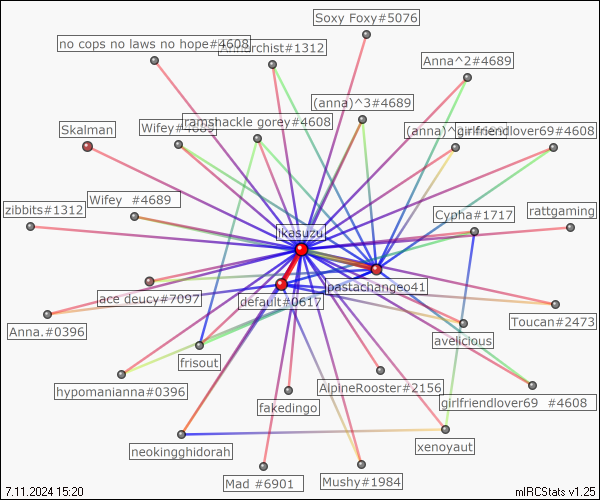 Soxy Foxy#5076
no cops no laws no hope#4608
Annarchist#1312
Anna^2#4689
(anna)^3#4689
ramshackle gorey#4608
Wifey#4689
(anna)^
girlfriendlover69#4608
Skalman
Wifey #4689
zibbits#1312
Cypha#1717
rattgaming
ikasuzu
pastachangeo41
ace deucy#7097
default#0617
Toucan#2473
Anna.#0396
avelicious
frisout
hypomanianna#0396
AlpineRooster#2156
fakedingo
girlfriendlover69 #4608
neokingghidorah
xenoyaut
Mad #6901
Mushy#1984
7.11.2024 15:20
mIRCStats v1.25